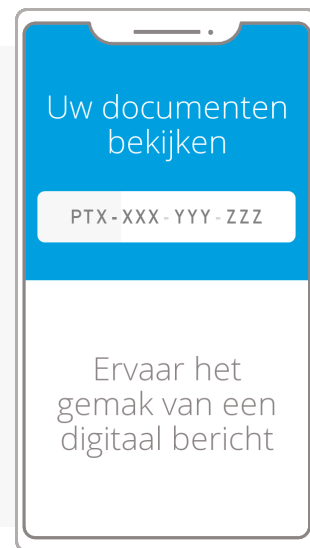 Uw documenten
bekijken
PTX-XXX-YYY-ZZZ
Ervaar het
gemak van een
digitaal bericht